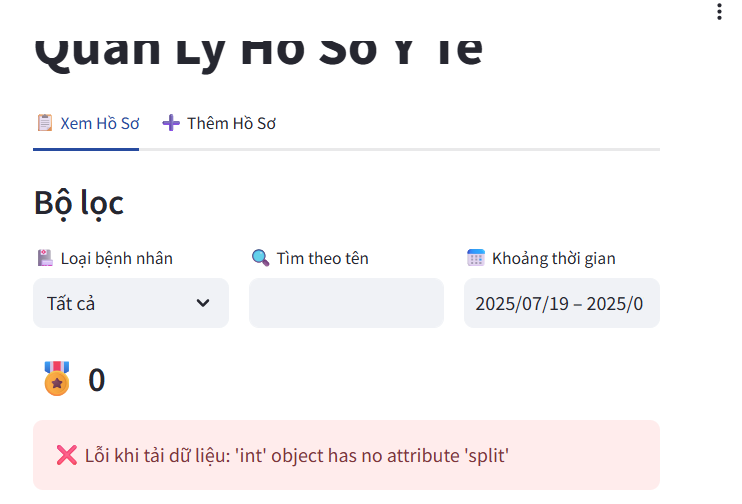 Quản Lý Hồ Sơ Y Tế
Xem Hồ Sơ Thêm Hồ Sơ
Bộ lọc
Loại bệnh nhân Tìm theo tên Khoảng thời gian
Tất cả 2025/07/19 – 2025/0
0
Lỗi khi tải dữ liệu: 'int' object has no attribute 'split'